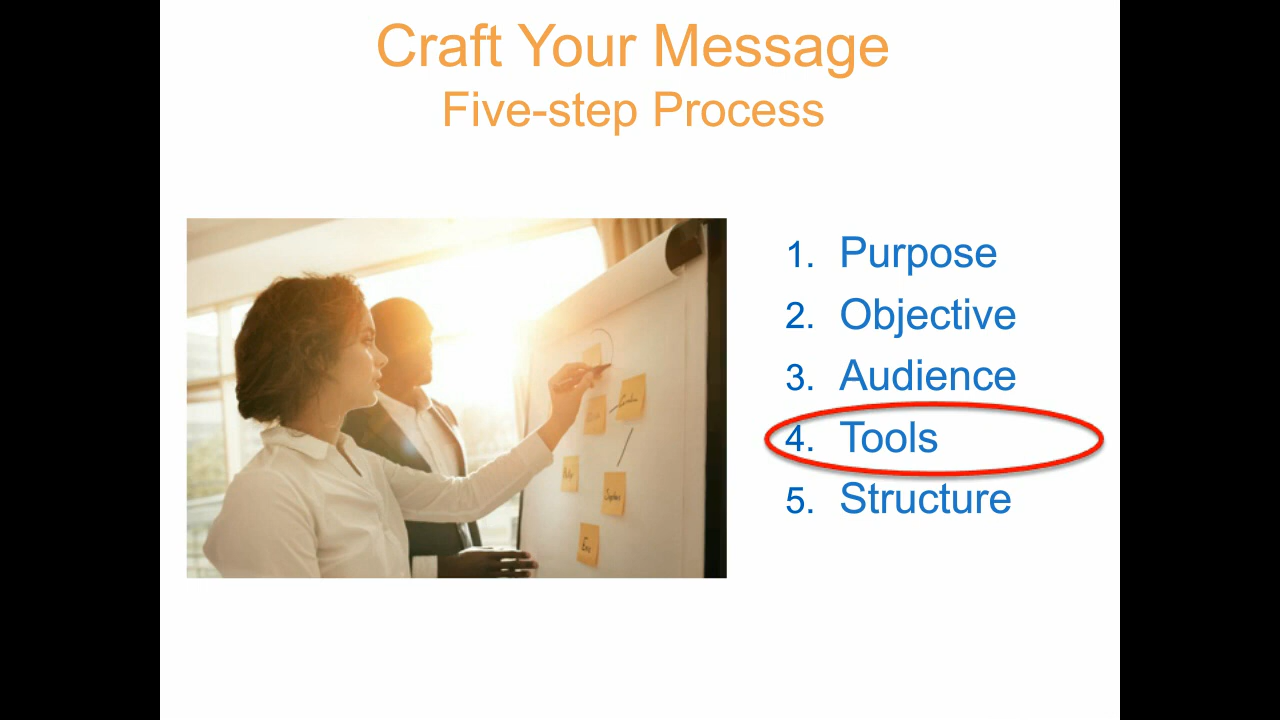 Craft Your Message
Five-step Process
1. Purpose
2. Objective
3. Audience
4. Tools
5. Structure